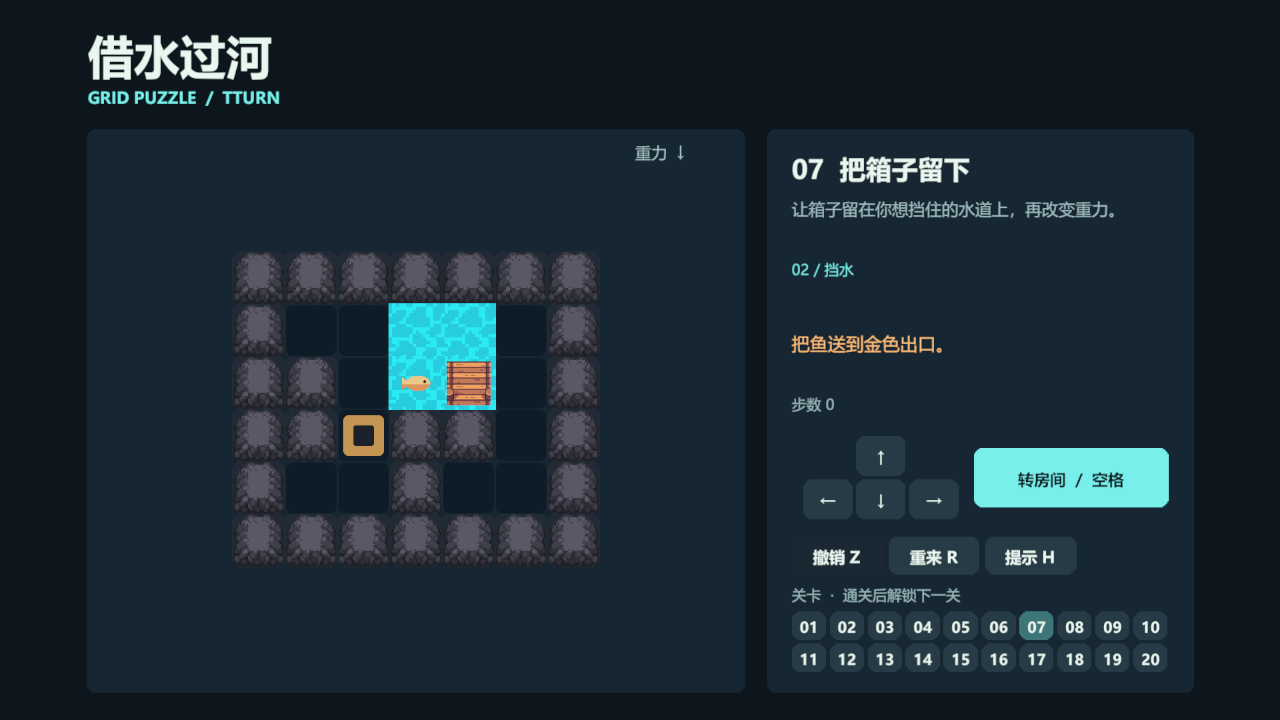 借水过河
GRID PUZZLE / TTURN
重力 ↓
07 把箱子留下
让箱子留在你想挡住的水道上，再改变重力。
02 / 挡水
把鱼送到金色出口。
步数 0
↑
← ↓ →
转房间 / 空格
撤销 Z 重来 R 提示 H
关卡 · 通关后解锁下一关
01 02 03 04 05 06 07 08 09 10
11 12 13 14 15 16 17 18 19 20